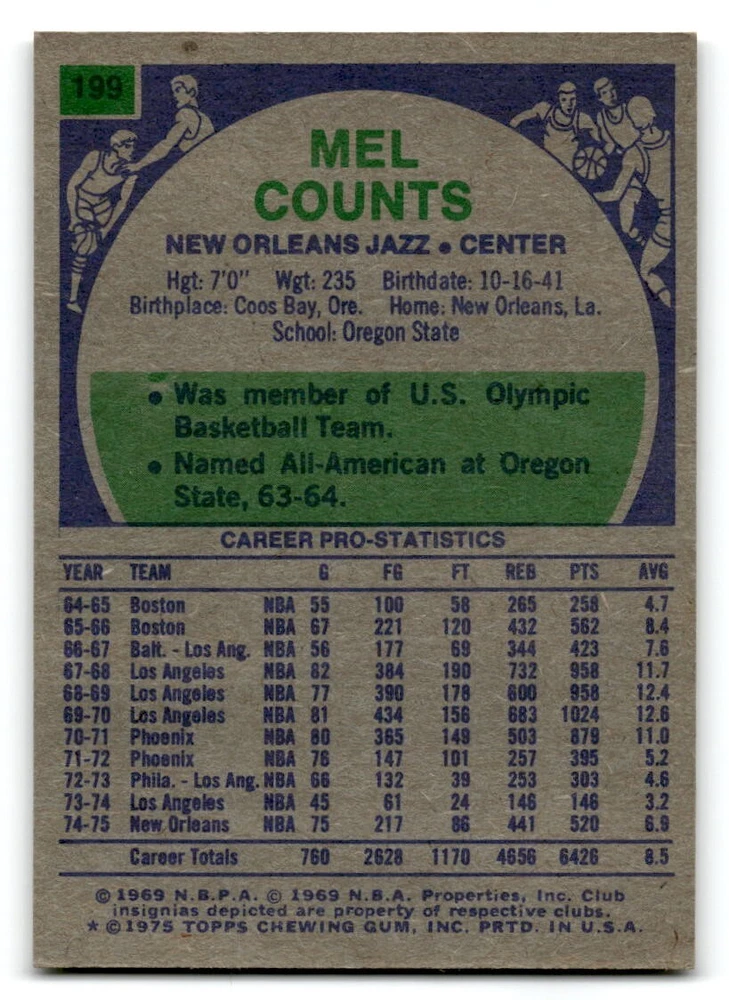 199
MEL
COUNTS
NEW ORLEANS JAZZ • CENTER
Hgt: 7'0" Wgt: 235 Birthdate: 10-16-41
Birthplace: Coos Bay, Ore. Home: New Orleans, La.
School: Oregon State
• Was member of U.S. Olympic
Basketball Team.
• Named All-American at Oregon
State, 63-64.
CAREER PRO-STATISTICS
YEAR TEAM G FG FT REB PTS AVG
64-65 Boston NBA 55 100 58 265 258 4.7
65-66 Boston NBA 67 221 120 432 562 8.4
66-67 Balt. - Los Ang. NBA 56 177 69 344 423 7.6
67-68 Los Angeles NBA 82 384 190 732 958 11.7
68-69 Los Angeles NBA 77 390 178 600 958 12.4
69-70 Los Angeles NBA 81 434 156 683 1024 12.6
70-71 Phoenix NBA 80 365 149 503 879 11.0
71-72 Phoenix NBA 76 147 101 257 395 5.2
72-73 Phila. - Los Ang. NBA 66 132 39 253 303 4.6
73-74 Los Angeles NBA 45 61 24 146 146 3.2
74-75 New Orleans NBA 75 217 86 441 520 6.9
Career Totals 760 2628 1170 4656 6426 8.5
© 1969 N.B.P.A. © 1969 N.B.A. Properties, Inc. Club
insignias depicted are property of respective clubs.
* © 1975 TOPPS CHEWING GUM, INC. PRTD. IN U.S.A.